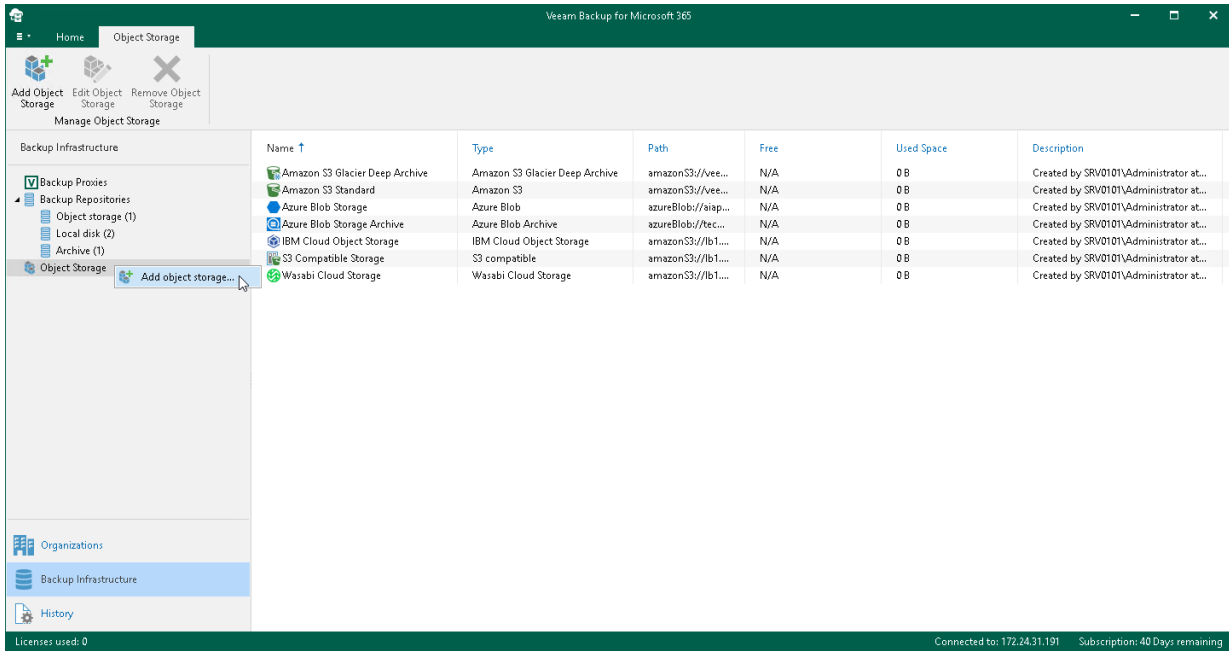 Veeam Backup for Microsoft 365
Home Object Storage
Add Object Storage
Edit Object Storage
Remove Object Storage
Manage Object Storage
Backup Infrastructure
V Backup Proxies
Backup Repositories
Object storage (1)
Local disk (2)
Archive (1)
Object Storage
Add object storage...
Name Type Path Free Used Space Description
Amazon S3 Glacier Deep Archive Amazon S3 Glacier Deep Archive amazonS3://vee... N/A 0 B Created by SRV0101\Administrator at...
Amazon S3 Standard Amazon S3 amazonS3://vee... N/A 0 B Created by SRV0101\Administrator at...
Azure Blob Storage Azure Blob azureBlob://aiap... N/A 0 B Created by SRV0101\Administrator at...
Azure Blob Storage Archive Azure Blob Archive azureBlob://tec... N/A 0 B Created by SRV0101\Administrator at...
IBM Cloud Object Storage IBM Cloud Object Storage amazonS3://lb1.... N/A 0 B Created by SRV0101\Administrator at...
S3 Compatible Storage S3 compatible amazonS3://lb1.... N/A 0 B Created by SRV0101\Administrator at...
Wasabi Cloud Storage Wasabi Cloud Storage amazonS3://lb1.... N/A 0 B Created by SRV0101\Administrator at...
Organizations
Backup Infrastructure
History
Licenses used: 0 Connected to: 172.24.31.191 Subscription: 40 Days remaining